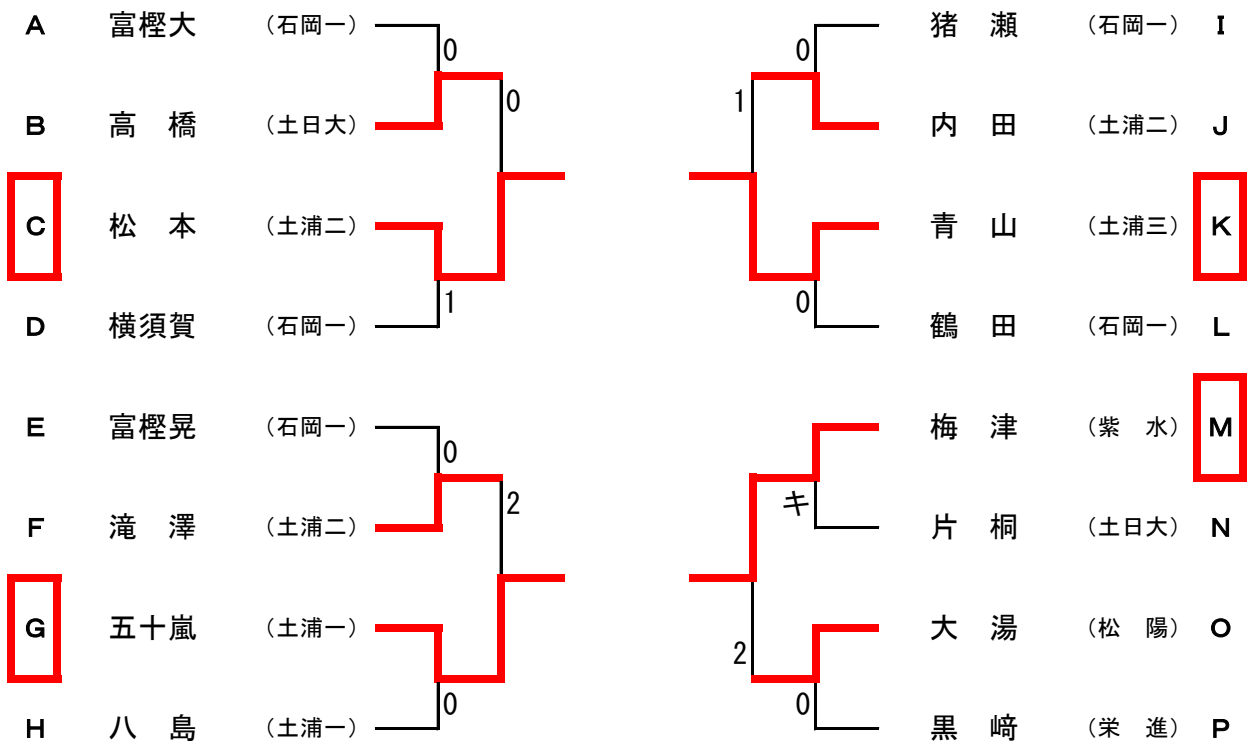 A 富樫大 (石岡一) 猪 瀬 (石岡一) I
0 0
0 1
B 高 橋 (土日大) 内 田 (土浦二) J
C 松 本 (土浦二) 青 山 (土浦三) K
1 0
D 横須賀 (石岡一) 鶴 田 (石岡一) L
E 富樫晃 (石岡一) 梅 津 (紫 水) M
0
2 キ
F 滝 澤 (土浦二) 片 桐 (土日大) N
G 五十嵐 (土浦一) 大 湯 (松 陽) O
2
0 0
H 八 島 (土浦一) 黒 﨑 (栄 進) P